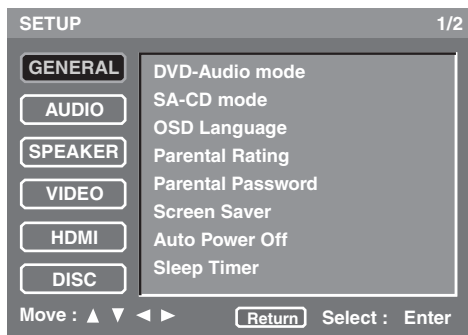 SETUP 1/2
GENERAL
AUDIO
SPEAKER
VIDEO
HDMI
DISC
DVD-Audio mode
SA-CD mode
OSD Language
Parental Rating
Parental Password
Screen Saver
Auto Power Off
Sleep Timer
Move : ▲ ▼ ◀ ▶ Return Select : Enter